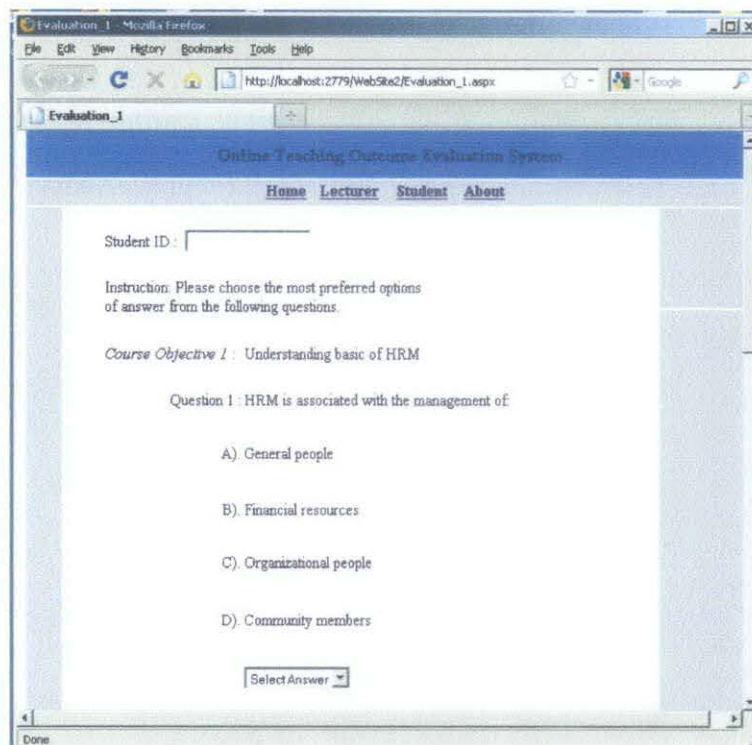 Evaluation_1 - Mozilla Firefox
File Edit View History Bookmarks Tools Help
http://localhost:2779/WebSite2/Evaluation_1.aspx Google
Evaluation_1
Online Teaching Outcome Evaluation System
Home Lecturer Student About
Student ID :
Instruction: Please choose the most preferred options
of answer from the following questions.
Course Objective 1 : Understanding basic of HRM
Question 1 : HRM is associated with the management of:
A). General people
B). Financial resources
C). Organizational people
D). Community members
Select Answer
Done